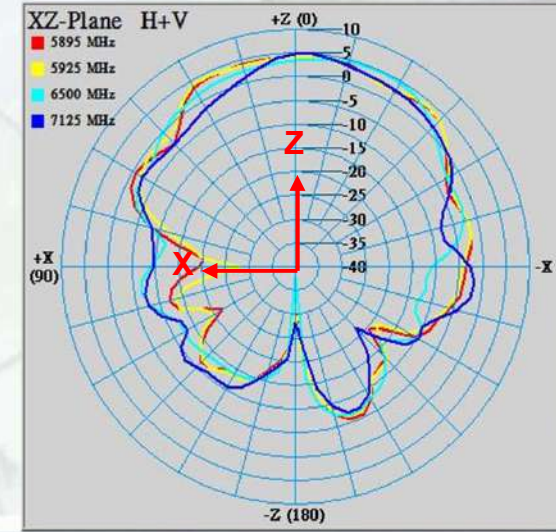 XZ-Plane H+V
5895 MHz
5925 MHz
6500 MHz
7125 MHz
+Z (0)
10
5
0
-5
-10
-15
-20
-25
-30
-35
-40
Z
X
+X
(90)
-X
-Z (180)